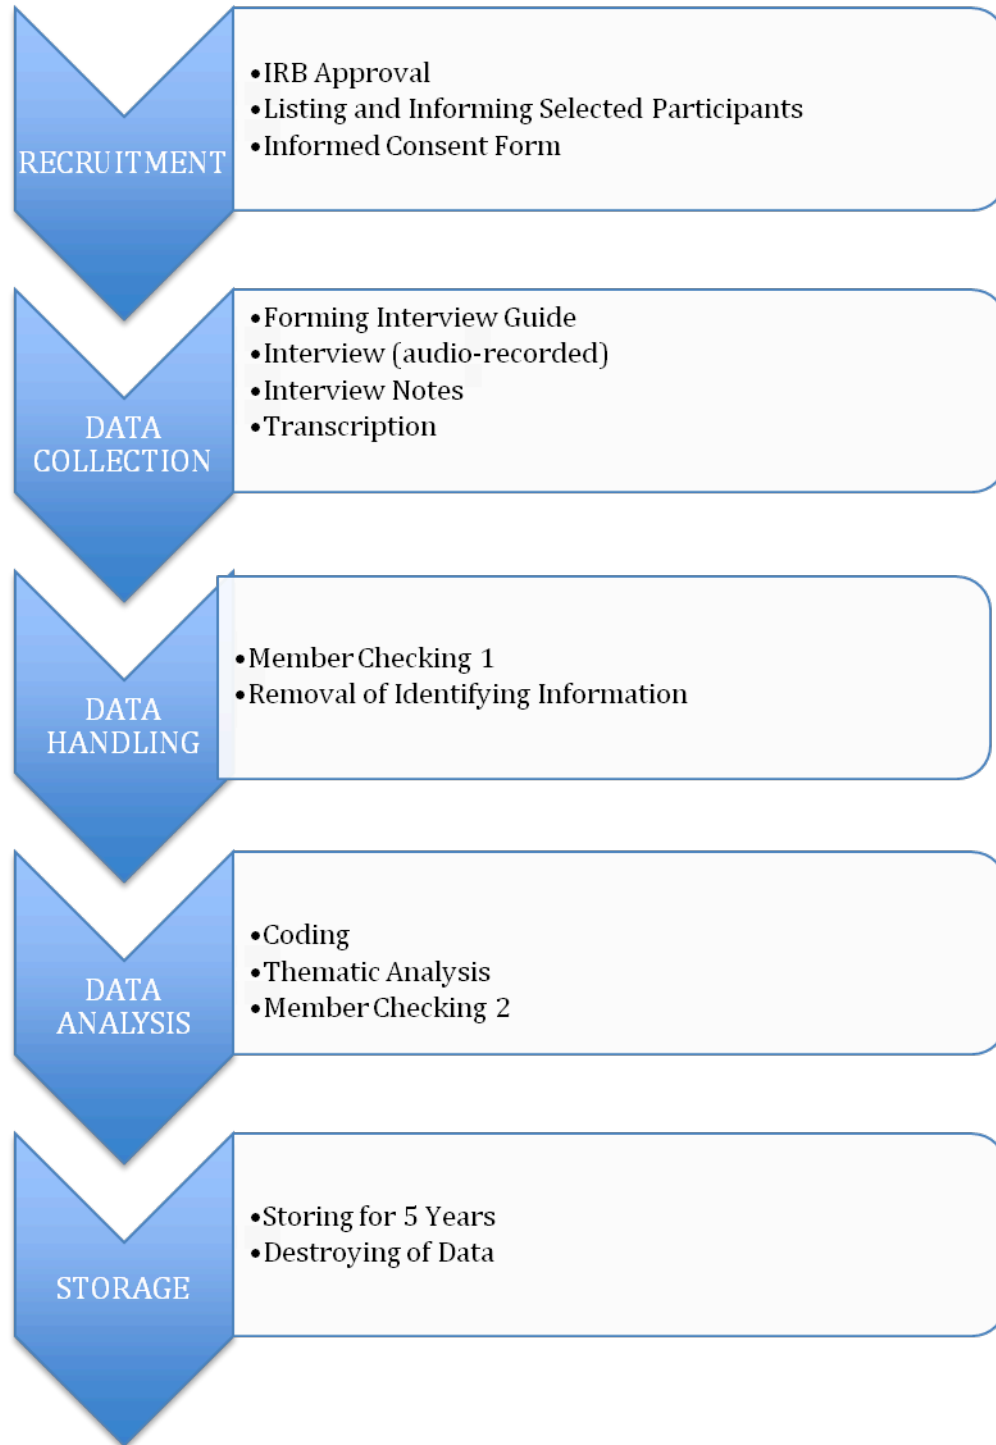 RECRUITMENT
•IRB Approval
•Listing and Informing Selected Participants
•Informed Consent Form
DATA
COLLECTION
•Forming Interview Guide
•Interview (audio-recorded)
•Interview Notes
•Transcription
DATA
HANDLING
•Member Checking 1
•Removal of Identifying Information
DATA
ANALYSIS
•Coding
•Thematic Analysis
•Member Checking 2
STORAGE
•Storing for 5 Years
•Destroying of Data